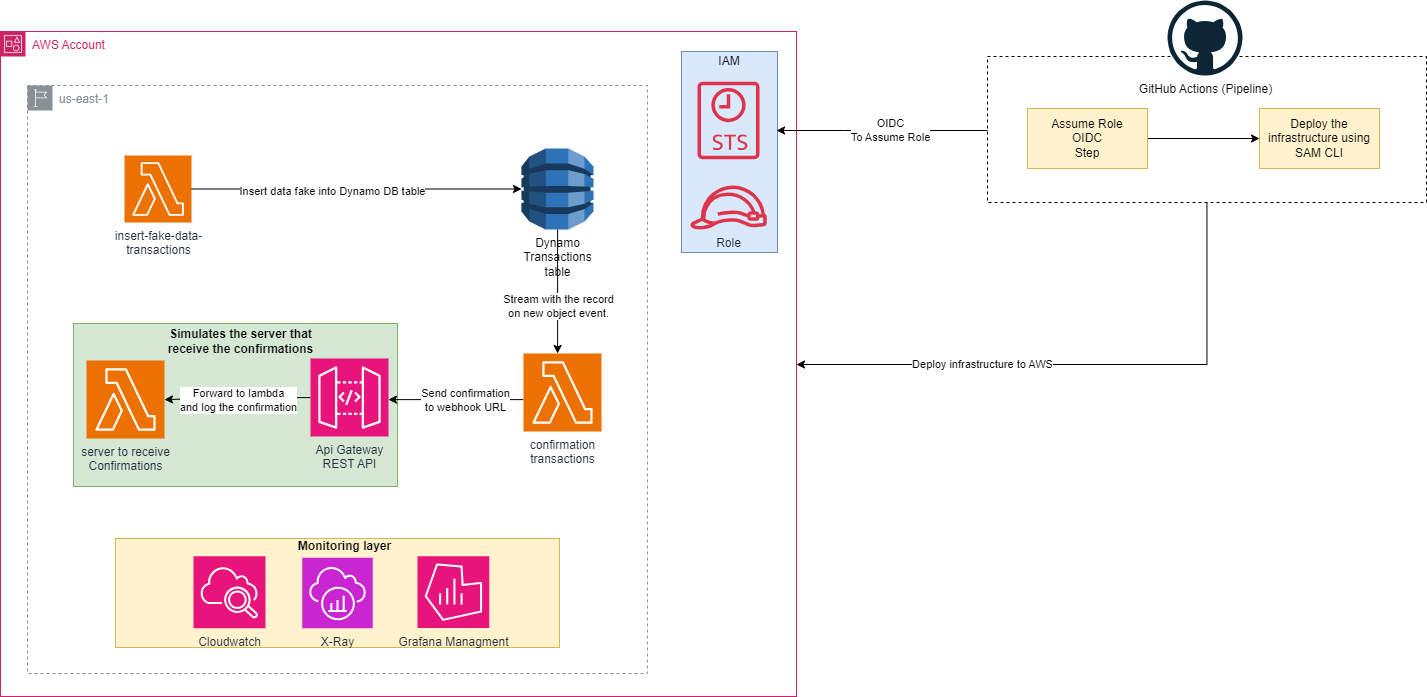 AWS Account
us-east-1
insert-fake-data-
transactions
Insert data fake into Dynamo DB table
Dynamo
Transactions
table
Stream with the record
on new object event.
Simulates the server that
receive the confirmations
server to receive
Confirmations
Forward to lambda
and log the confirmation
Api Gateway
REST API
Send confirmation
to webhook URL
confirmation
transactions
Monitoring layer
Cloudwatch
X-Ray
Grafana Managment
IAM
STS
Role
OIDC
To Assume Role
GitHub Actions (Pipeline)
Assume Role
OIDC
Step
Deploy the
infrastructure using
SAM CLI
Deploy infrastructure to AWS